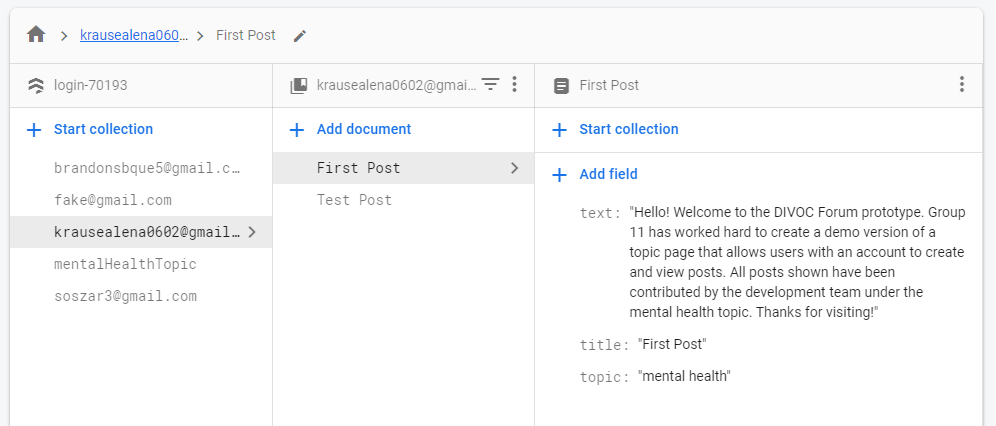 krausealena060… First Post
login-70193
krausealena0602@gmai…
First Post
Start collection
Add document
Start collection
brandonsbque5@gmail.c…
fake@gmail.com
krausealena0602@gmail…
mentalHealthTopic
soszar3@gmail.com
First Post
Test Post
Add field
text: "Hello! Welcome to the DIVOC Forum prototype. Group
11 has worked hard to create a demo version of a
topic page that allows users with an account to create
and view posts. All posts shown have been
contributed by the development team under the
mental health topic. Thanks for visiting!"
title: "First Post"
topic: "mental health"